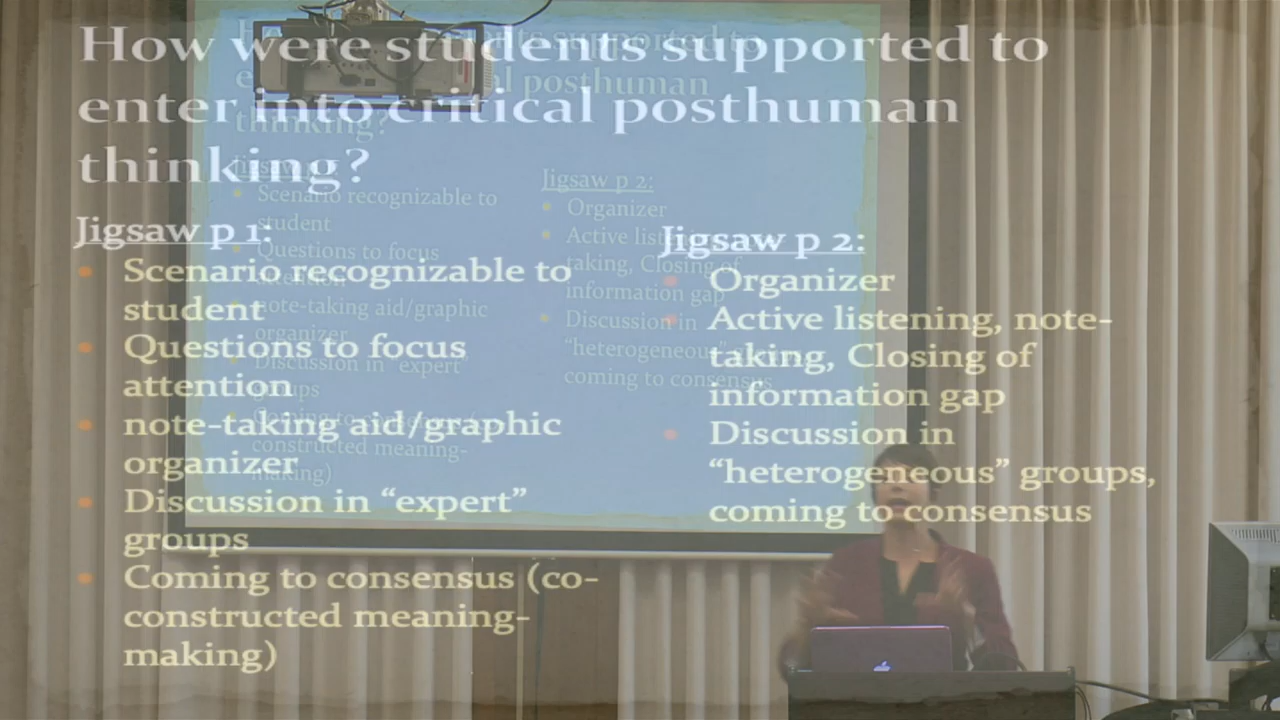 How were students supported to
enter into critical posthuman
thinking?
Jigsaw p 1:
Scenario recognizable to
student
Questions to focus
attention
note-taking aid/graphic
organizer
Discussion in “expert”
groups
Coming to consensus (co-
constructed meaning-
making)
Jigsaw p 2:
Organizer
Active listening, note-
taking, Closing of
information gap
Discussion in
“heterogeneous” groups,
coming to consensus